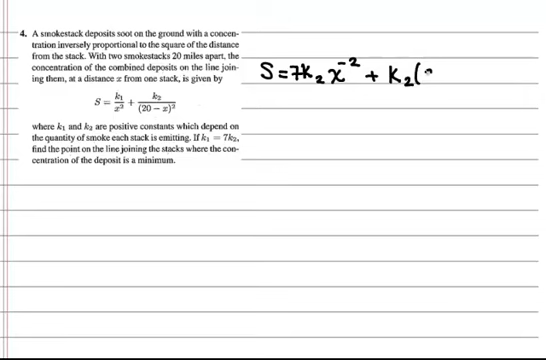 4. A smokestack deposits soot on the ground with a concen-
tration inversely proportional to the square of the distance
from the stack. With two smokestacks 20 miles apart, the
concentration of the combined deposits on the line join-
ing them, at a distance x from one stack, is given by
S = k₁/x² + k₂/(20 − x)²
where k₁ and k₂ are positive constants which depend on
the quantity of smoke each stack is emitting. If k₁ = 7k₂,
find the point on the line joining the stacks where the con-
centration of the deposit is a minimum.
S=7K₂x⁻² + K₂(